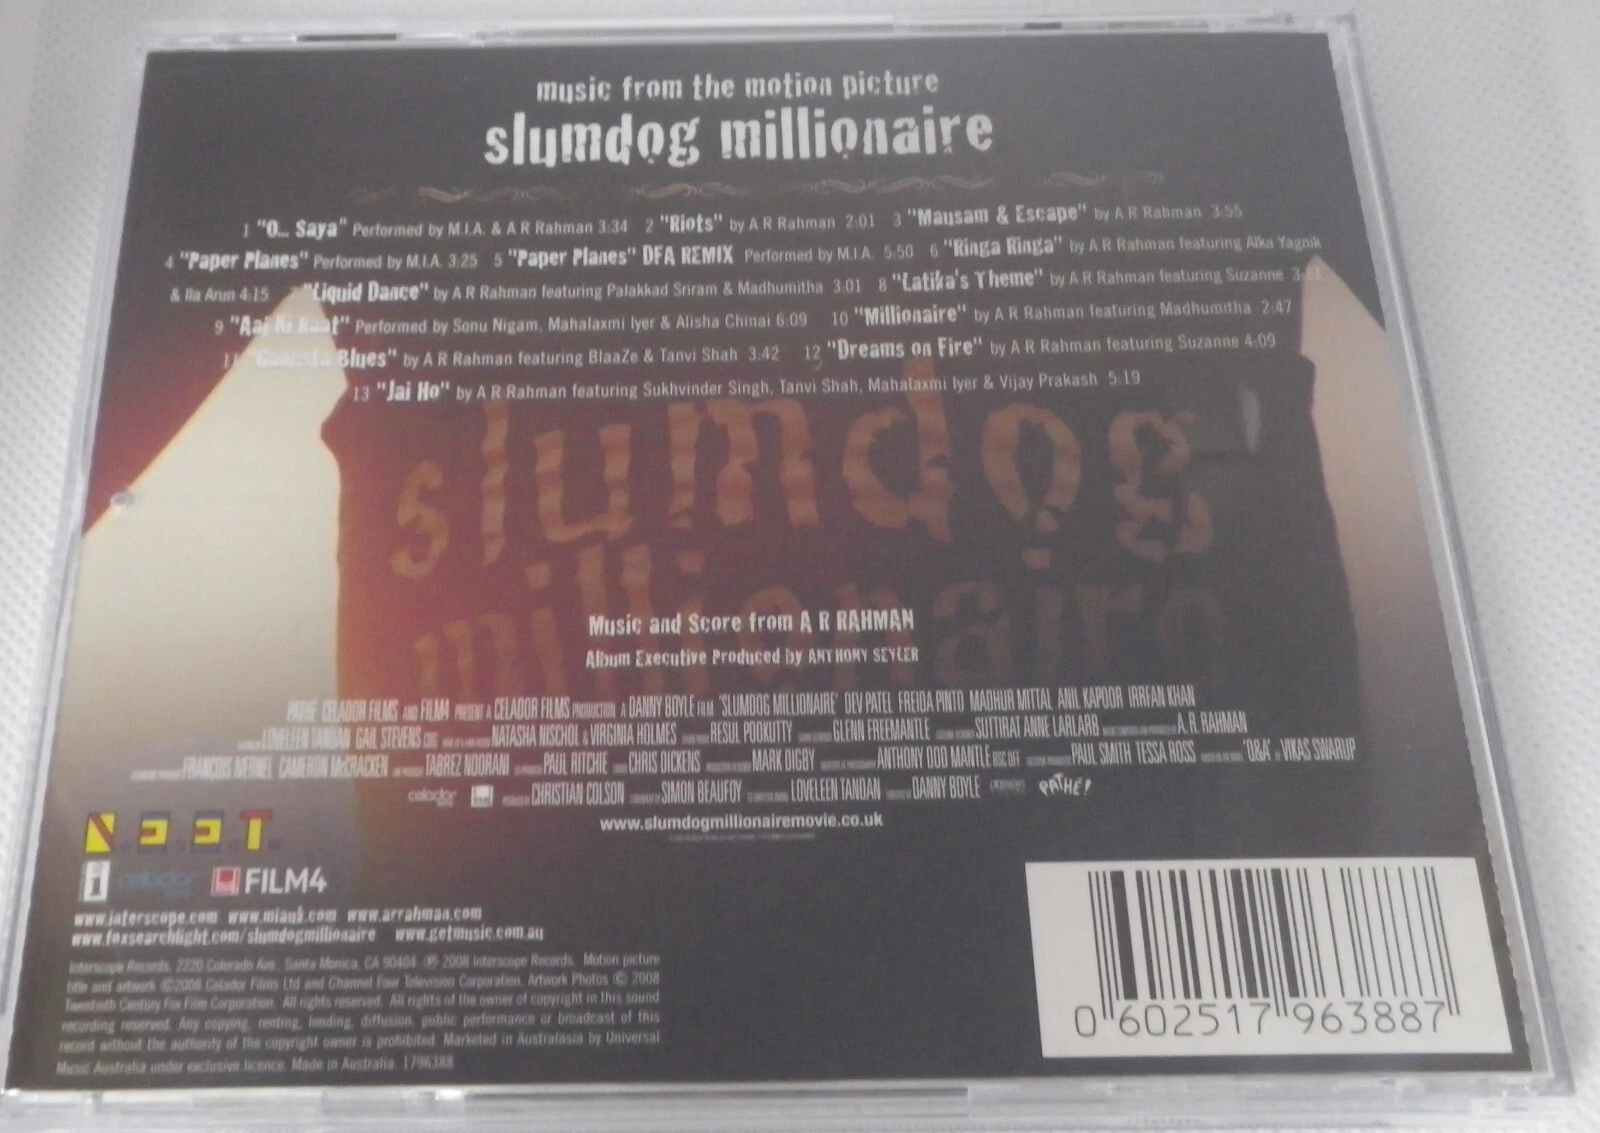 music from the motion picture
slumdog millionaire
1 "O... Saya" Performed by M.I.A. & A R Rahman 3:34 2 "Riots" by A R Rahman 2:01 3 "Mausam & Escape" by A R Rahman 3:55
4 "Paper Planes" Performed by M.I.A. 3:25 5 "Paper Planes" DFA REMIX Performed by M.I.A. 5:50 6 "Ringa Ringa" by A R Rahman featuring Alka Yagnik
& Ila Arun 4:15 "Liquid Dance" by A R Rahman featuring Palakkad Sriram & Madhumitha 3:01 8 "Latika's Theme" by A R Rahman featuring Suzanne
9 "Aaj Ki Raat" Performed by Sonu Nigam, Mahalaxmi Iyer & Alisha Chinai 6:09 10 "Millionaire" by A R Rahman featuring Madhumitha 2:47
11 "Gangsta Blues" by A R Rahman featuring BlaaZe & Tanvi Shah 3:42 12 "Dreams on Fire" by A R Rahman featuring Suzanne 4:09
13 "Jai Ho" by A R Rahman featuring Sukhvinder Singh, Tanvi Shah, Mahalaxmi Iyer & Vijay Prakash 5:19
slumdog
millionaire
Music and Score from A R RAHMAN
Album Executive Produced by ANTHONY SEYLER
PATHÉ CELADOR FILMS AND FILM4 PRESENT A CELADOR FILMS PRODUCTION A DANNY BOYLE FILM 'SLUMDOG MILLIONAIRE' DEV PATEL FREIDA PINTO MADHUR MITTAL ANIL KAPOOR IRRFAN KHAN
LOVELEEN TANDAN GAIL STEVENS CDG NATASHA NISCHOL & VIRGINIA HOLMES RESUL POOKUTTY GLENN FREEMANTLE SUTTIRAT ANNE LARLARB A.R. RAHMAN
FRANÇOIS IVERNEL CAMERON McCRACKEN TABREZ NOORANI PAUL RITCHIE CHRIS DICKENS MARK DIGBY ANTHONY DOD MANTLE BSC DFF PAUL SMITH TESSA ROSS 'Q&A' VIKAS SWARUP
celador CHRISTIAN COLSON SIMON BEAUFOY LOVELEEN TANDAN DANNY BOYLE PATHE!
www.slumdogmillionairemovie.co.uk
N.E.E.T.
i celador FILM4
www.interscope.com www.miauk.com www.arrahman.com
www.foxsearchlight.com/slumdogmillionaire www.getmusic.com.au
Interscope Records, 2220 Colorado Ave., Santa Monica, CA 90404 ℗ 2008 Interscope Records. Motion picture
title and artwork ©2008 Celador Films Ltd and Channel Four Television Corporation. Artwork Photos © 2008
Twentieth Century Fox Film Corporation. All rights reserved. All rights of the owner of copyright in this sound
recording reserved. Any copying, renting, lending, diffusion, public performance or broadcast of this
record without the authority of the copyright owner is prohibited. Marketed in Australasia by Universal
Music Australia under exclusive licence. Made in Australia. 1796388
0 602517 963887